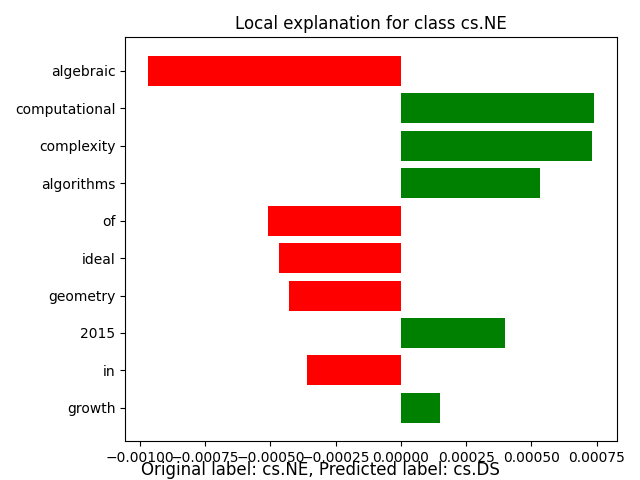 Local explanation for class cs.NE
algebraic
computational
complexity
algorithms
of
ideal
geometry
2015
in
growth
−0.00100 −0.00075 −0.00050 −0.00025 0.00000 0.00025 0.00050 0.00075
Original label: cs.NE, Predicted label: cs.DS